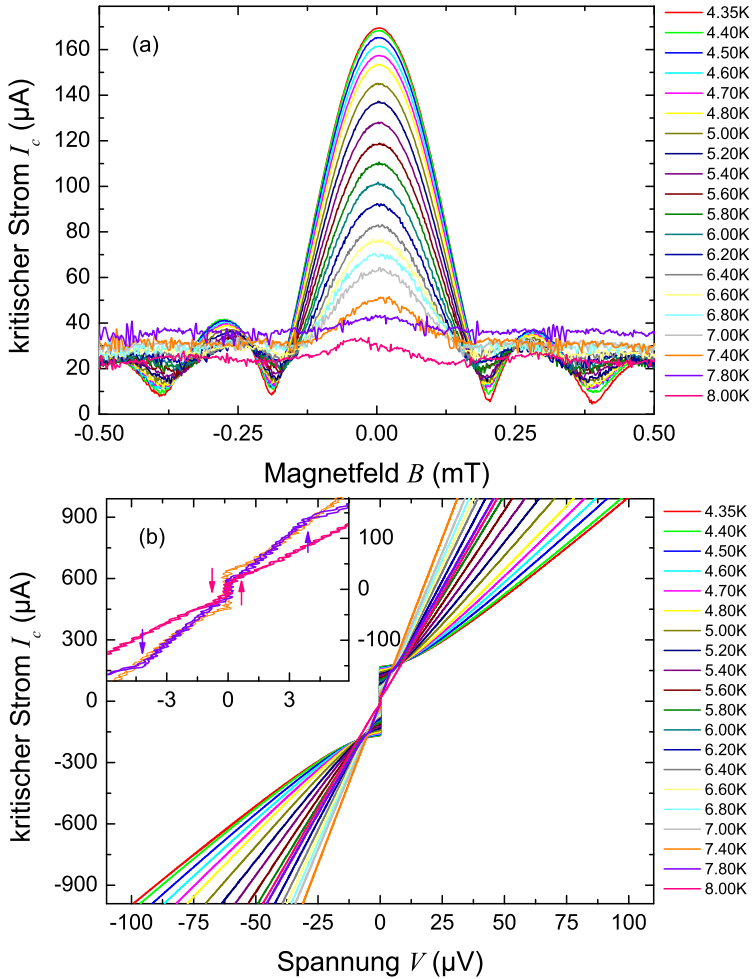 (a)
160
140
120
100
80
60
40
20
0
kritischer Strom I_c (µA)
-0.50
-0.25
0.00
0.25
0.50
Magnetfeld B (mT)
4.35K
4.40K
4.50K
4.60K
4.70K
4.80K
5.00K
5.20K
5.40K
5.60K
5.80K
6.00K
6.20K
6.40K
6.60K
6.80K
7.00K
7.40K
7.80K
8.00K
(b)
900
600
300
0
-300
-600
-900
kritischer Strom I_c (µA)
100
0
-100
-3
0
3
-100
-75
-50
-25
0
25
50
75
100
Spannung V (µV)
4.35K
4.40K
4.50K
4.60K
4.70K
4.80K
5.00K
5.20K
5.40K
5.60K
5.80K
6.00K
6.20K
6.40K
6.60K
6.80K
7.00K
7.40K
7.80K
8.00K